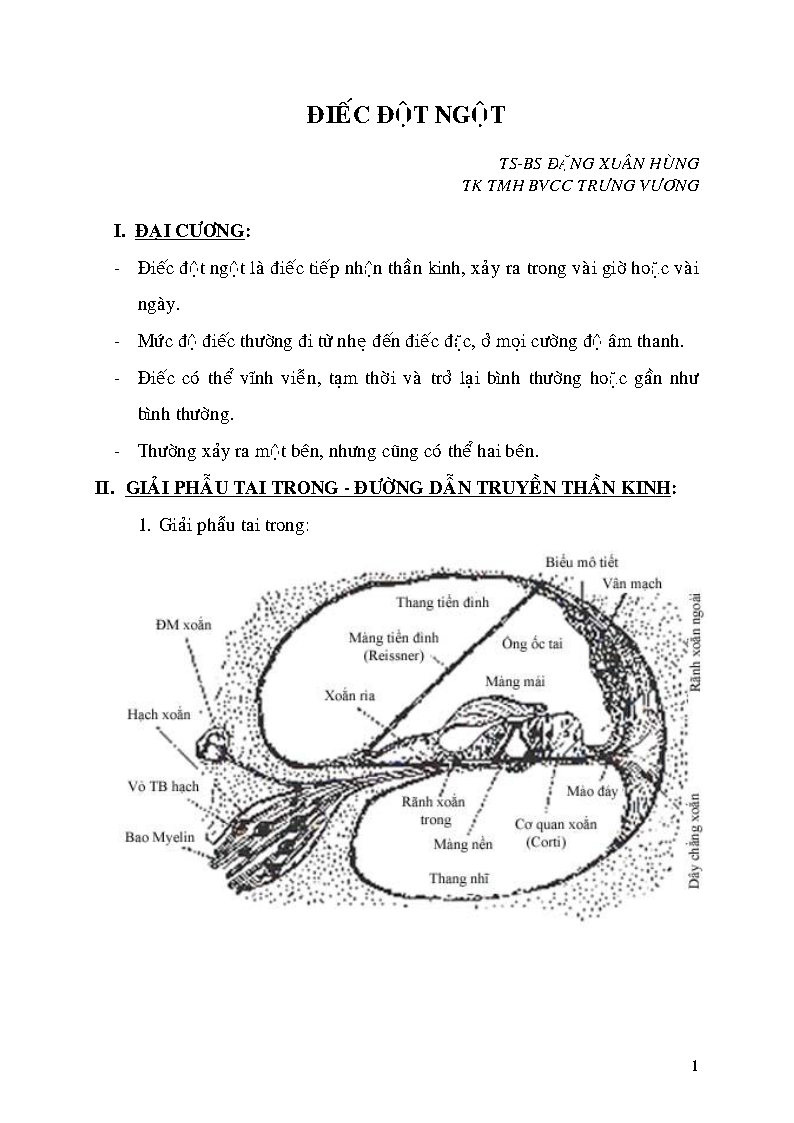 ĐIẾC ĐỘT NGỘT
TS-BS ĐẶNG XUÂN HÙNG
TK TMH BVCC TRƯNG VƯƠNG
I. ĐẠI CƯƠNG:
- Điếc đột ngột là điếc tiếp nhận thần kinh, xảy ra trong vài giờ hoặc vài
ngày.
- Mức độ điếc thường đi từ nhẹ đến điếc đặc, ở mọi cường độ âm thanh.
- Điếc có thể vĩnh viễn, tạm thời và trở lại bình thường hoặc gần như
bình thường.
- Thường xảy ra một bên, nhưng cũng có thể hai bên.
II. GIẢI PHẪU TAI TRONG - ĐƯỜNG DẪN TRUYỀN THẦN KINH:
1. Giải phẫu tai trong:
Biểu mô tiết
Vân mạch
Thang tiền đình
Rãnh xoắn ngoài
ĐM xoắn
Màng tiền đình
(Reissner)
Ống ốc tai
Màng mái
Xoắn rìa
Hạch xoắn
Vỏ TB hạch
Mào đáy
Rãnh xoắn
trong
Cơ quan xoắn
(Corti)
Bao Myelin
Màng nền
Dây chằng xoắn
Thang nhĩ
1